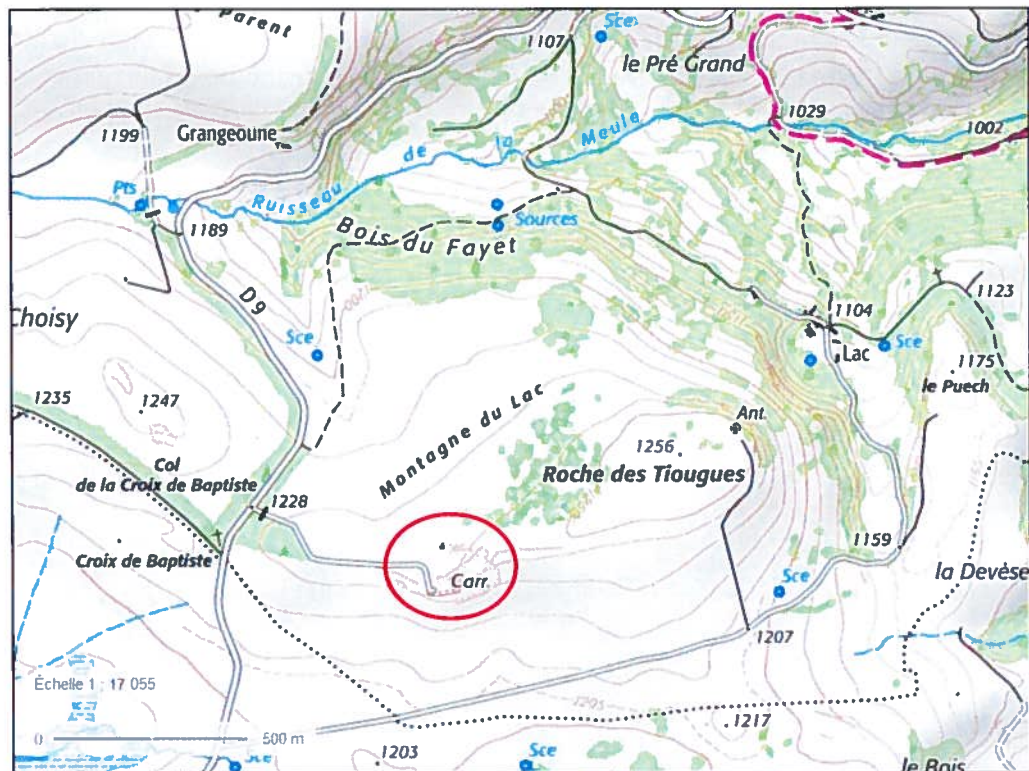 Parent
1107
Sce
le Pré Grand
1029
1002
1199
Grangeoune
Ruisseau de la Meule
Pts
1189
Sources
Bois du Fayet
1200
D9
Choisy
Sce
1104
1123
Lac
Sce
1175
le Puech
1235
1247
Montagne du Lac
Ant.
1256
Roche des Tiougues
Col
de la Croix de Baptiste
1228
Croix de Baptiste
Carr
1159
Sce
la Devèse
1207
Échelle 1 : 17 055
0 500 m
1217
1203
Sce
Sce
le Bois